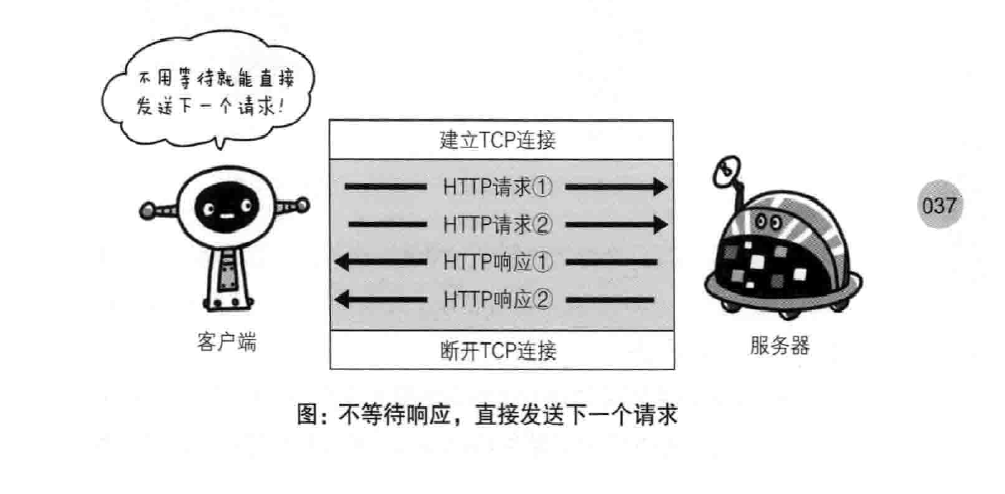 不用等待就能直接
发送下一个请求!
建立TCP连接
HTTP请求①
HTTP请求②
HTTP响应①
HTTP响应②
断开TCP连接
客户端
服务器
037
图：不等待响应，直接发送下一个请求